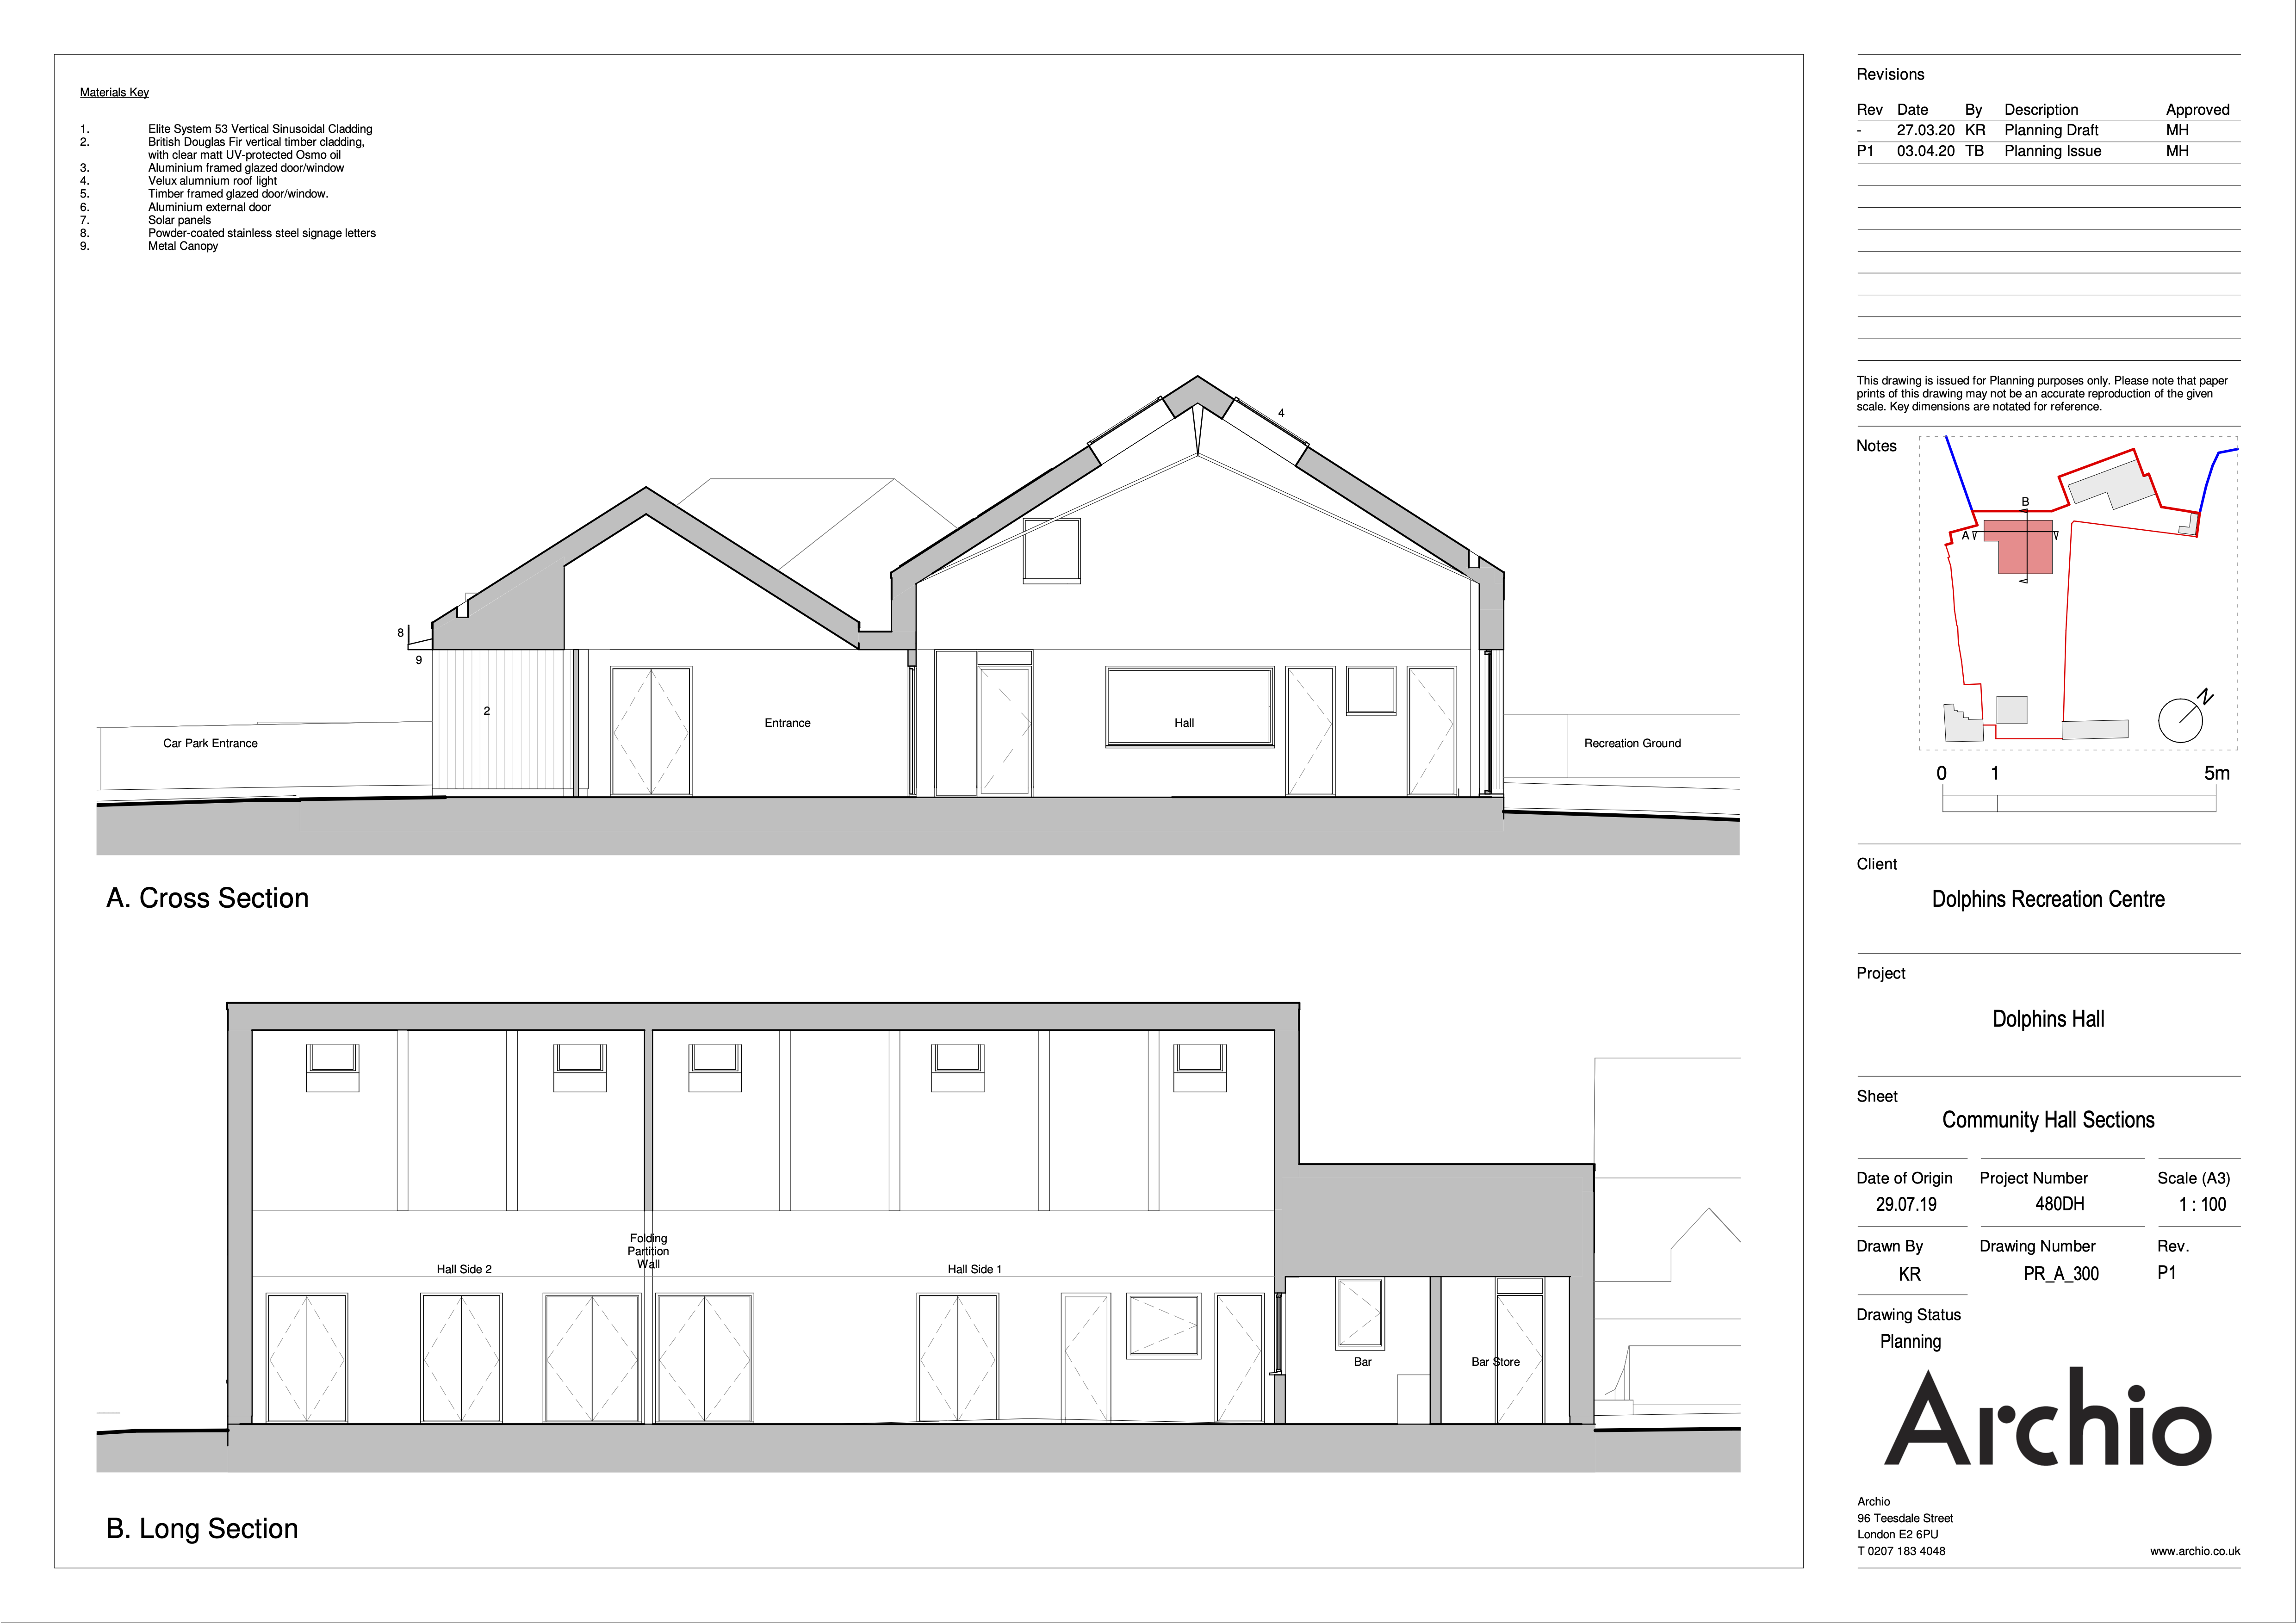 Materials Key
1. Elite System 53 Vertical Sinusoidal Cladding
2. British Douglas Fir vertical timber cladding,
with clear matt UV-protected Osmo oil
3. Aluminium framed glazed door/window
4. Velux alumnium roof light
5. Timber framed glazed door/window.
6. Aluminium external door
7. Solar panels
8. Powder-coated stainless steel signage letters
9. Metal Canopy
4
8
9
2
Entrance
Hall
Car Park Entrance
Recreation Ground
A. Cross Section
Folding
Partition
Wall
Hall Side 2
Hall Side 1
Bar
Bar Store
B. Long Section
Revisions
Rev Date By Description Approved
- 27.03.20 KR Planning Draft MH
P1 03.04.20 TB Planning Issue MH
This drawing is issued for Planning purposes only. Please note that paper
prints of this drawing may not be an accurate reproduction of the given
scale. Key dimensions are notated for reference.
Notes
B
A
N
0 1 5m
Client
Dolphins Recreation Centre
Project
Dolphins Hall
Sheet
Community Hall Sections
Date of Origin Project Number Scale (A3)
29.07.19 480DH 1 : 100
Drawn By Drawing Number Rev.
KR PR_A_300 P1
Drawing Status
Planning
Archio
Archio
96 Teesdale Street
London E2 6PU
T 0207 183 4048 www.archio.co.uk